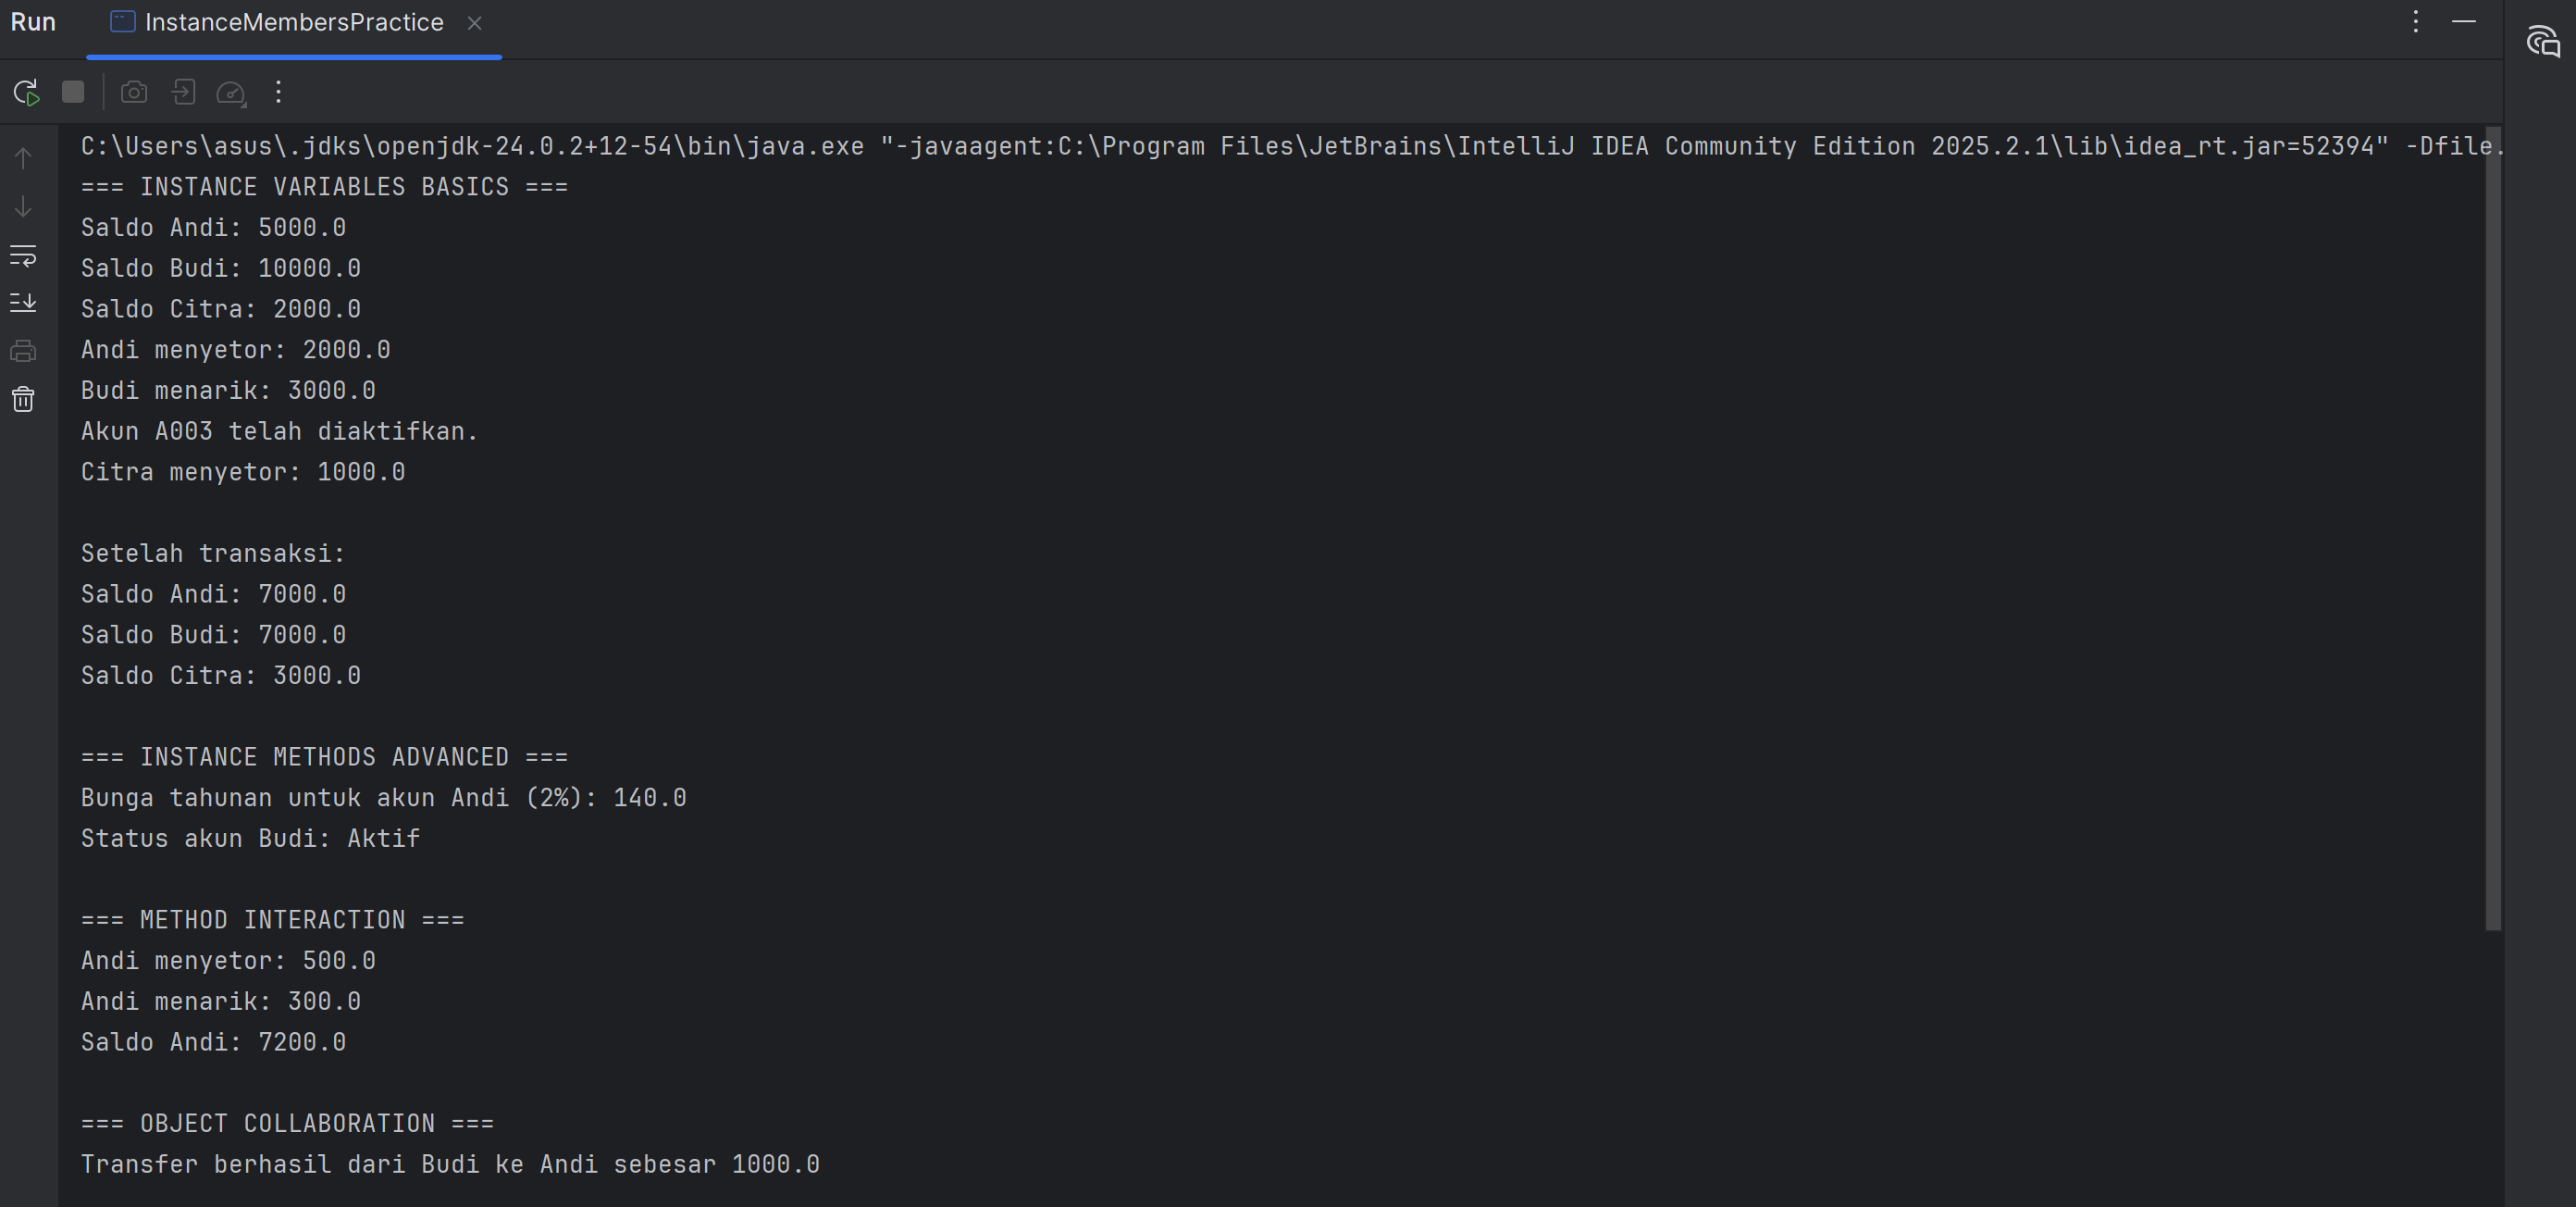 Run
InstanceMembersPractice
C:\Users\asus\.jdks\openjdk-24.0.2+12-54\bin\java.exe "-javaagent:C:\Program Files\JetBrains\IntelliJ IDEA Community Edition 2025.2.1\lib\idea_rt.jar=52394" -Dfile.
=== INSTANCE VARIABLES BASICS ===
Saldo Andi: 5000.0
Saldo Budi: 10000.0
Saldo Citra: 2000.0
Andi menyetor: 2000.0
Budi menarik: 3000.0
Akun A003 telah diaktifkan.
Citra menyetor: 1000.0
Setelah transaksi:
Saldo Andi: 7000.0
Saldo Budi: 7000.0
Saldo Citra: 3000.0
=== INSTANCE METHODS ADVANCED ===
Bunga tahunan untuk akun Andi (2%): 140.0
Status akun Budi: Aktif
=== METHOD INTERACTION ===
Andi menyetor: 500.0
Andi menarik: 300.0
Saldo Andi: 7200.0
=== OBJECT COLLABORATION ===
Transfer berhasil dari Budi ke Andi sebesar 1000.0